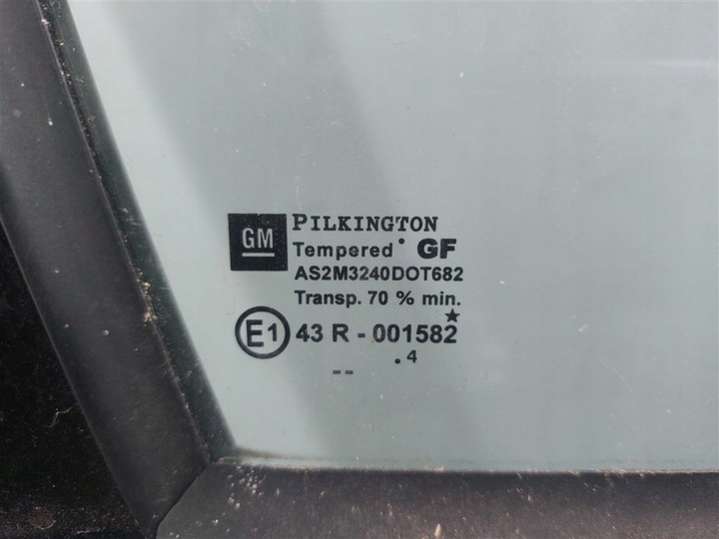 GM
PILKINGTON
Tempered • GF
AS2M3240DOT682
Transp. 70 % min.
★
E1 43 R - 001582
-- .4